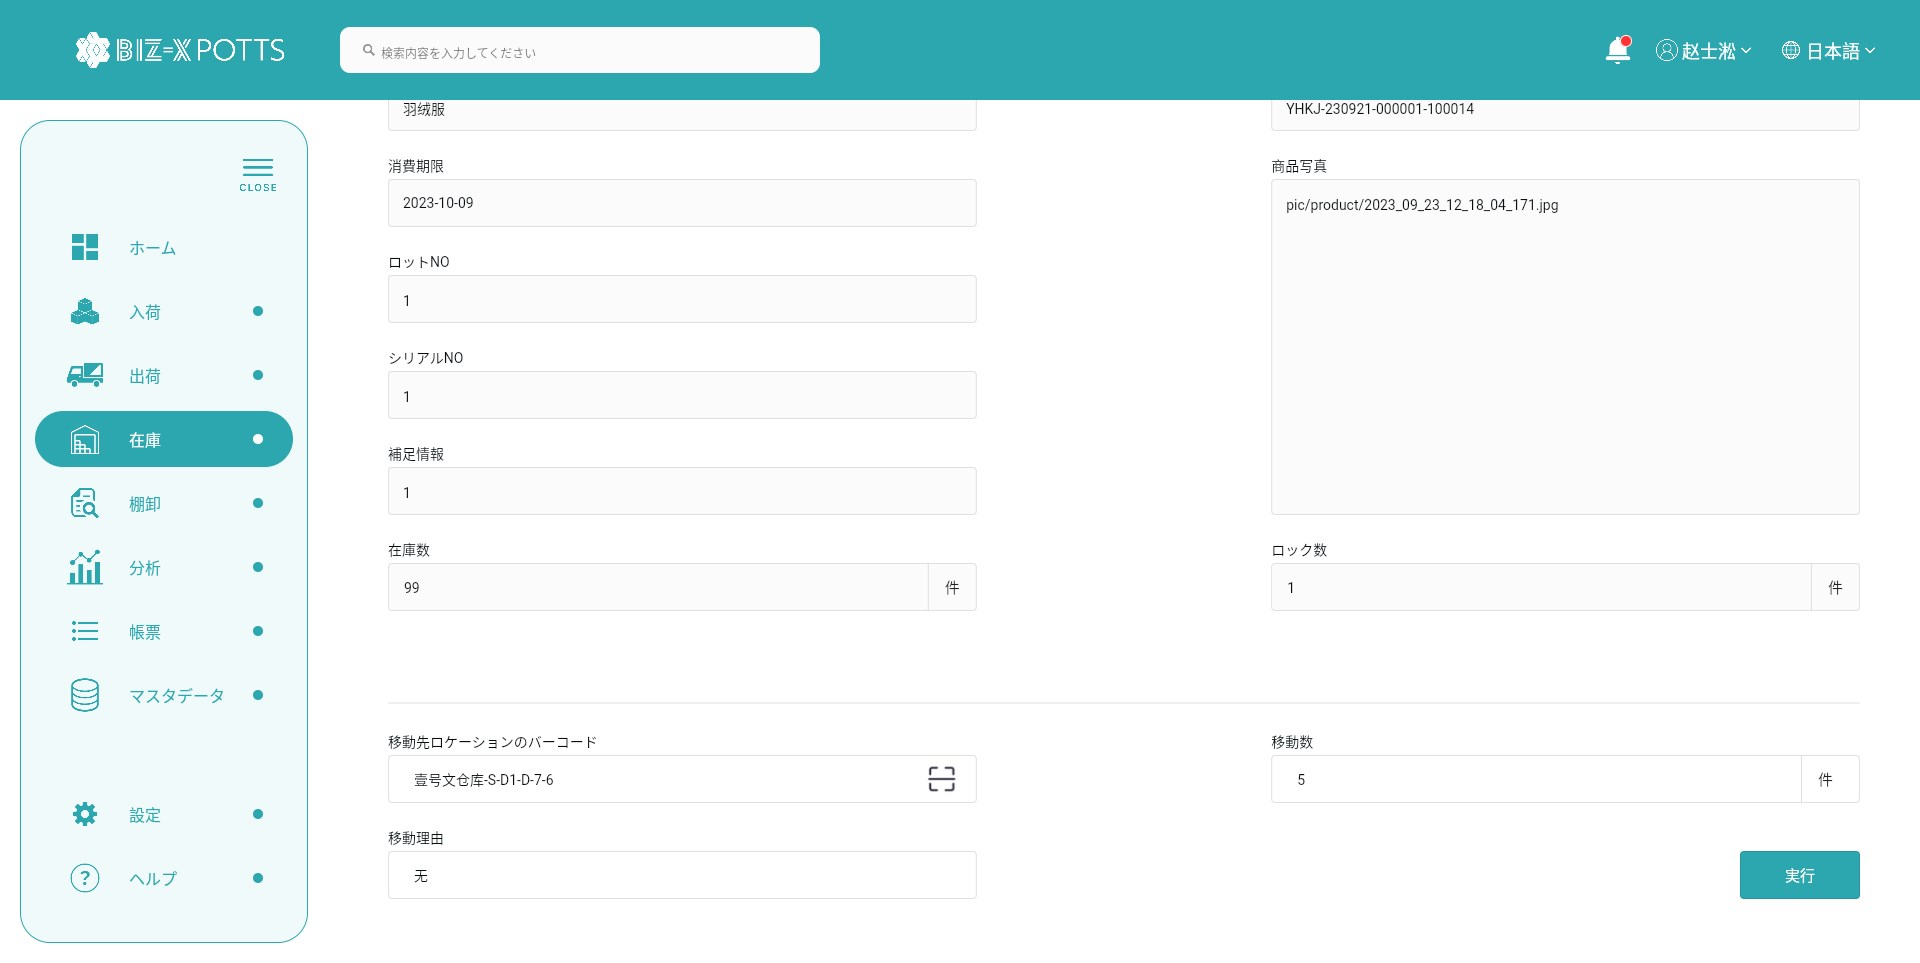 BIZ=X POTTS
検索内容を入力してください
赵士淞
日本語
CLOSE
ホーム
入荷
出荷
在庫
棚卸
分析
帳票
マスタデータ
設定
ヘルプ
羽绒服
YHKJ-230921-000001-100014
消費期限
2023-10-09
商品写真
pic/product/2023_09_23_12_18_04_171.jpg
ロットNO
1
シリアルNO
1
補足情報
1
在庫数
99 件
ロック数
1 件
移動先ロケーションのバーコード
壹号文仓库-S-D1-D-7-6
移動数
5 件
移動理由
无
実行